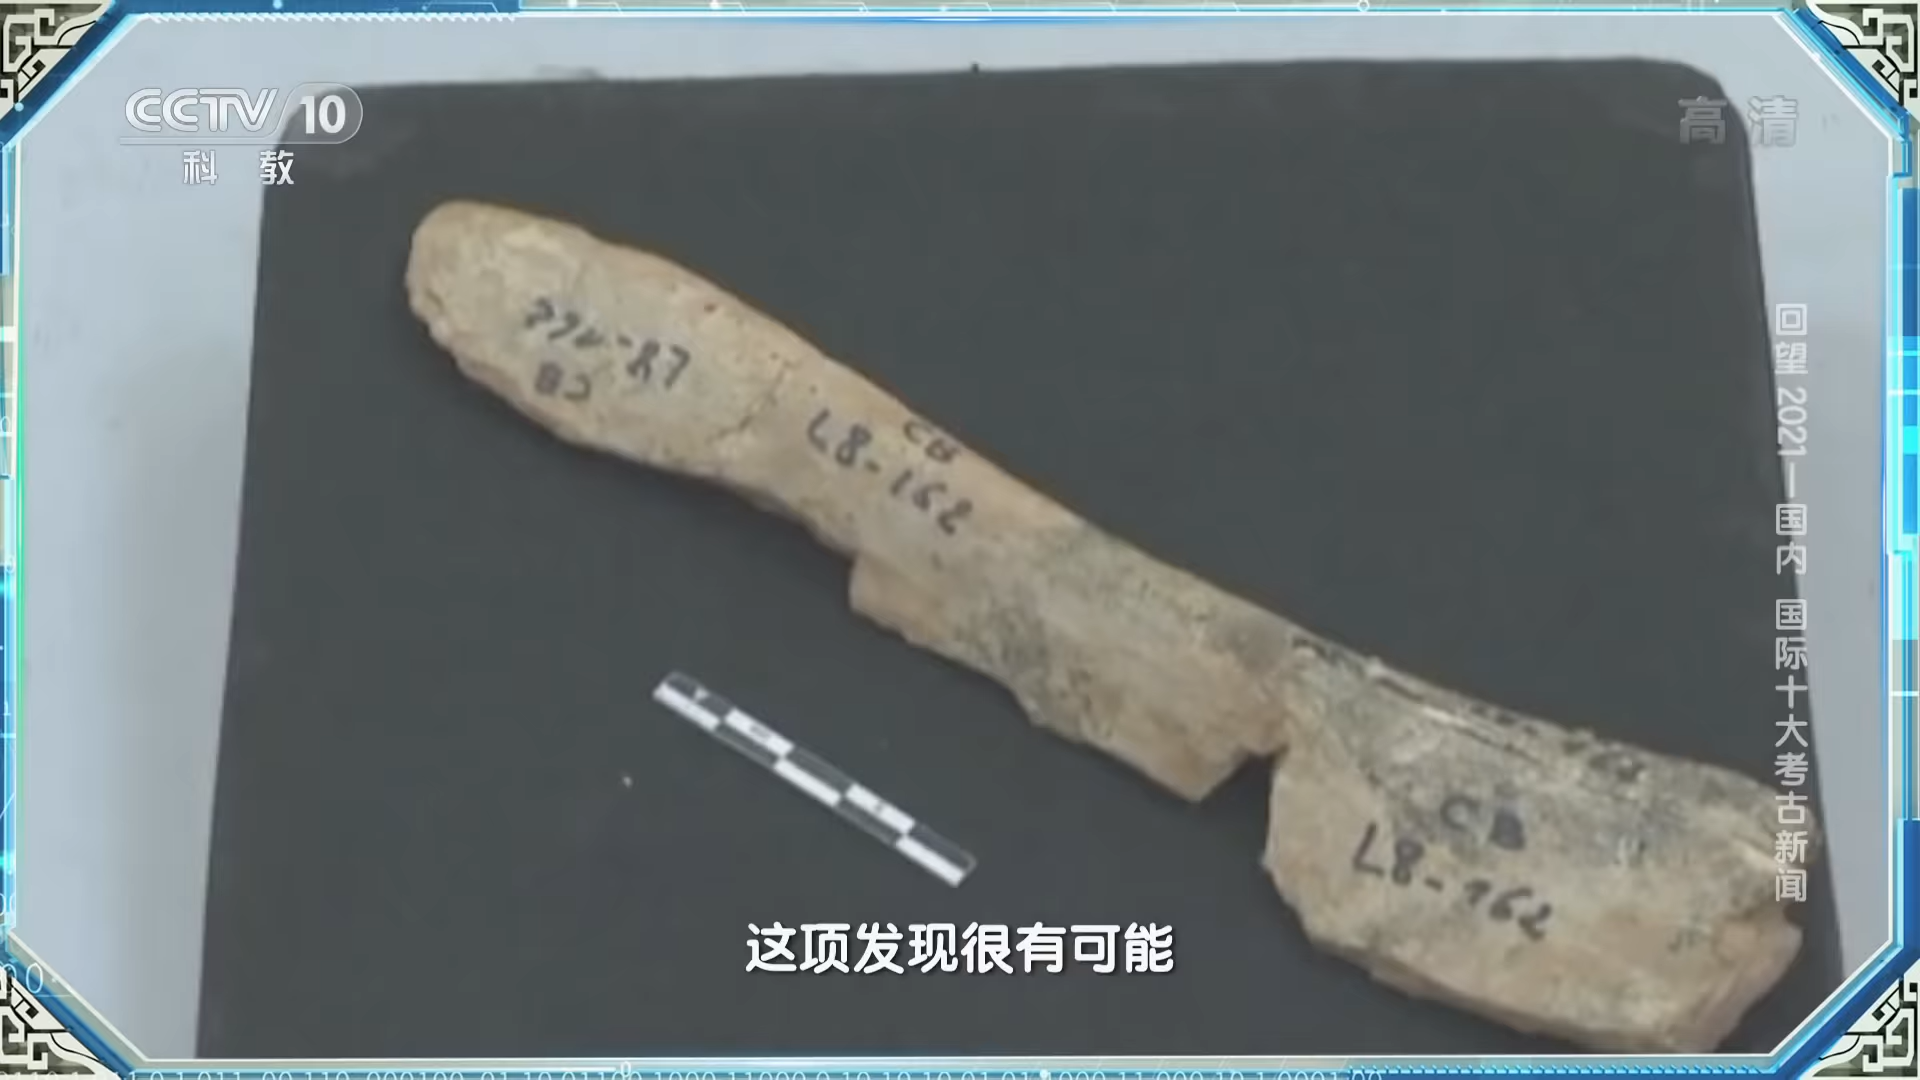 CCTV 10
科 教
高清
回望2021—国内 国际十大考古新闻
CB
L8-162
CB
L8-162
这项发现很有可能